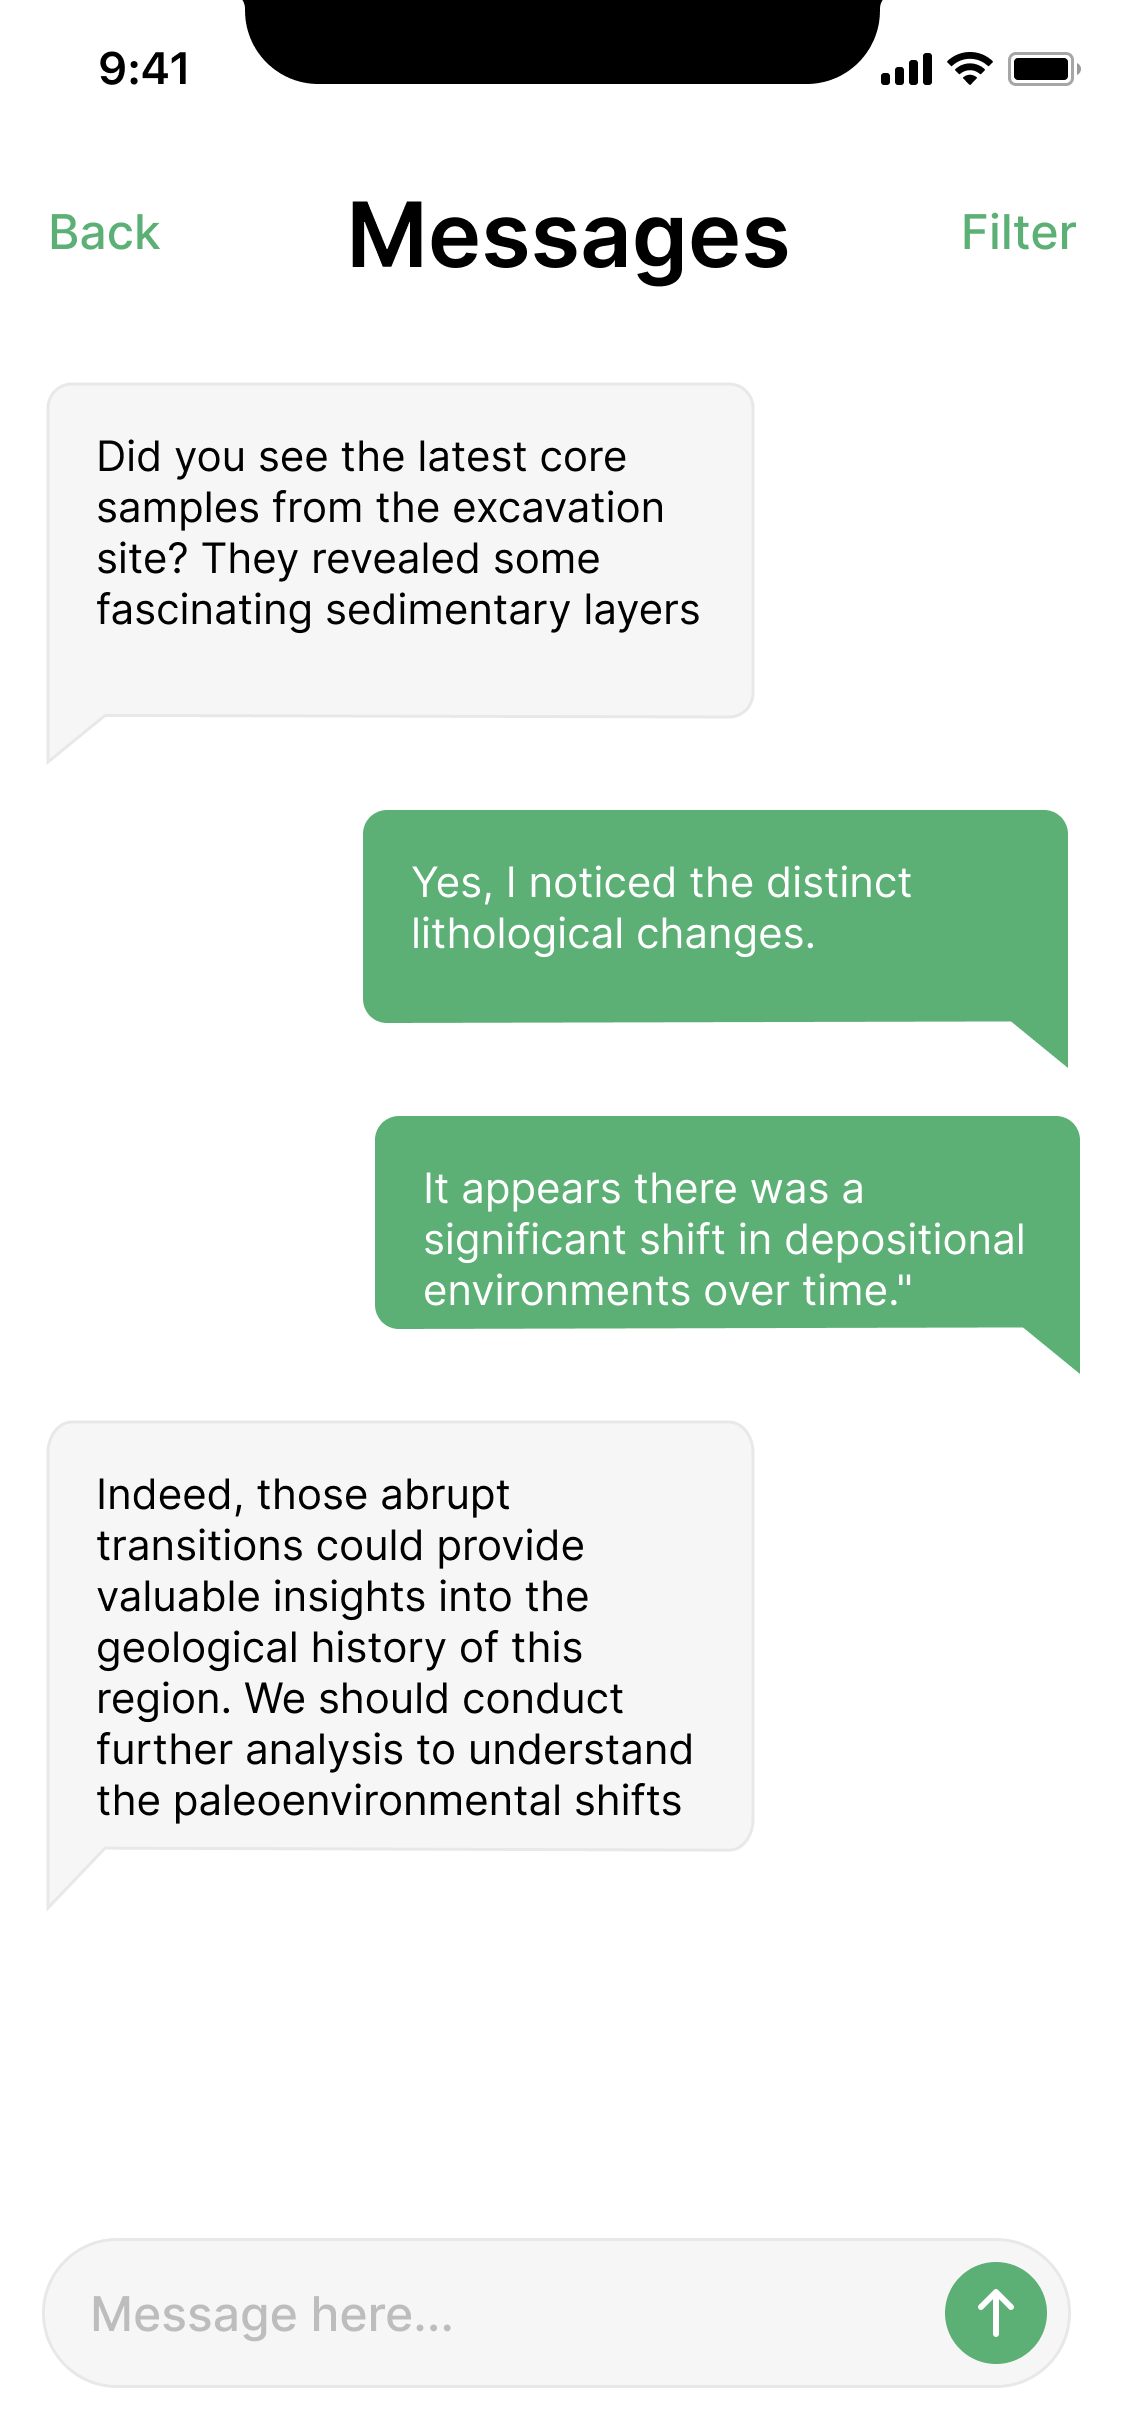 9:41
Back
Messages
Filter
Did you see the latest core
samples from the excavation
site? They revealed some
fascinating sedimentary layers
Yes, I noticed the distinct
lithological changes.
It appears there was a
significant shift in depositional
environments over time."
Indeed, those abrupt
transitions could provide
valuable insights into the
geological history of this
region. We should conduct
further analysis to understand
the paleoenvironmental shifts
Message here...